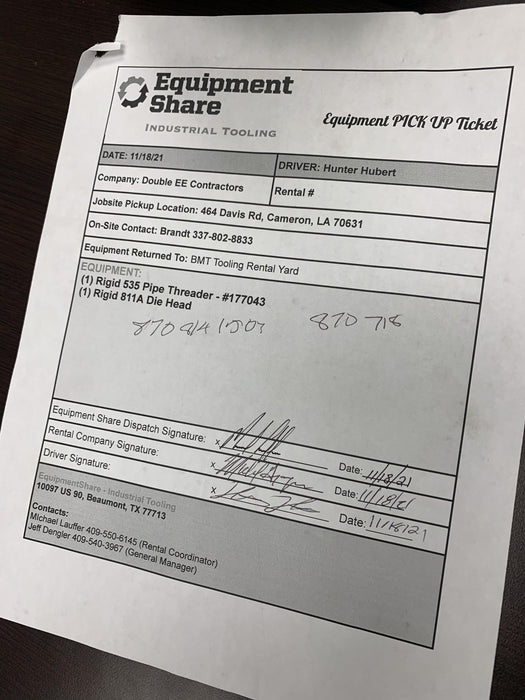 Equipment
Share
INDUSTRIAL TOOLING
Equipment PICK UP Ticket
DATE: 11/18/21
DRIVER: Hunter Hubert
Company: Double EE Contractors
Rental #
Jobsite Pickup Location: 464 Davis Rd, Cameron, LA 70631
On-Site Contact: Brandt 337-802-8833
Equipment Returned To: BMT Tooling Rental Yard
EQUIPMENT:
(1) Rigid 535 Pipe Threader - #177043
(1) Rigid 811A Die Head
870 718
Equipment Share Dispatch Signature: x
Date: 11/18/21
Rental Company Signature: x
Date: 11/18/21
Driver Signature: x
Date: 11/18/21
EquipmentShare - Industrial Tooling
10097 US 90, Beaumont, TX 77713
Contacts:
Michael Lauffer 409-550-6145 (Rental Coordinator)
Jeff Dengler 409-540-3967 (General Manager)